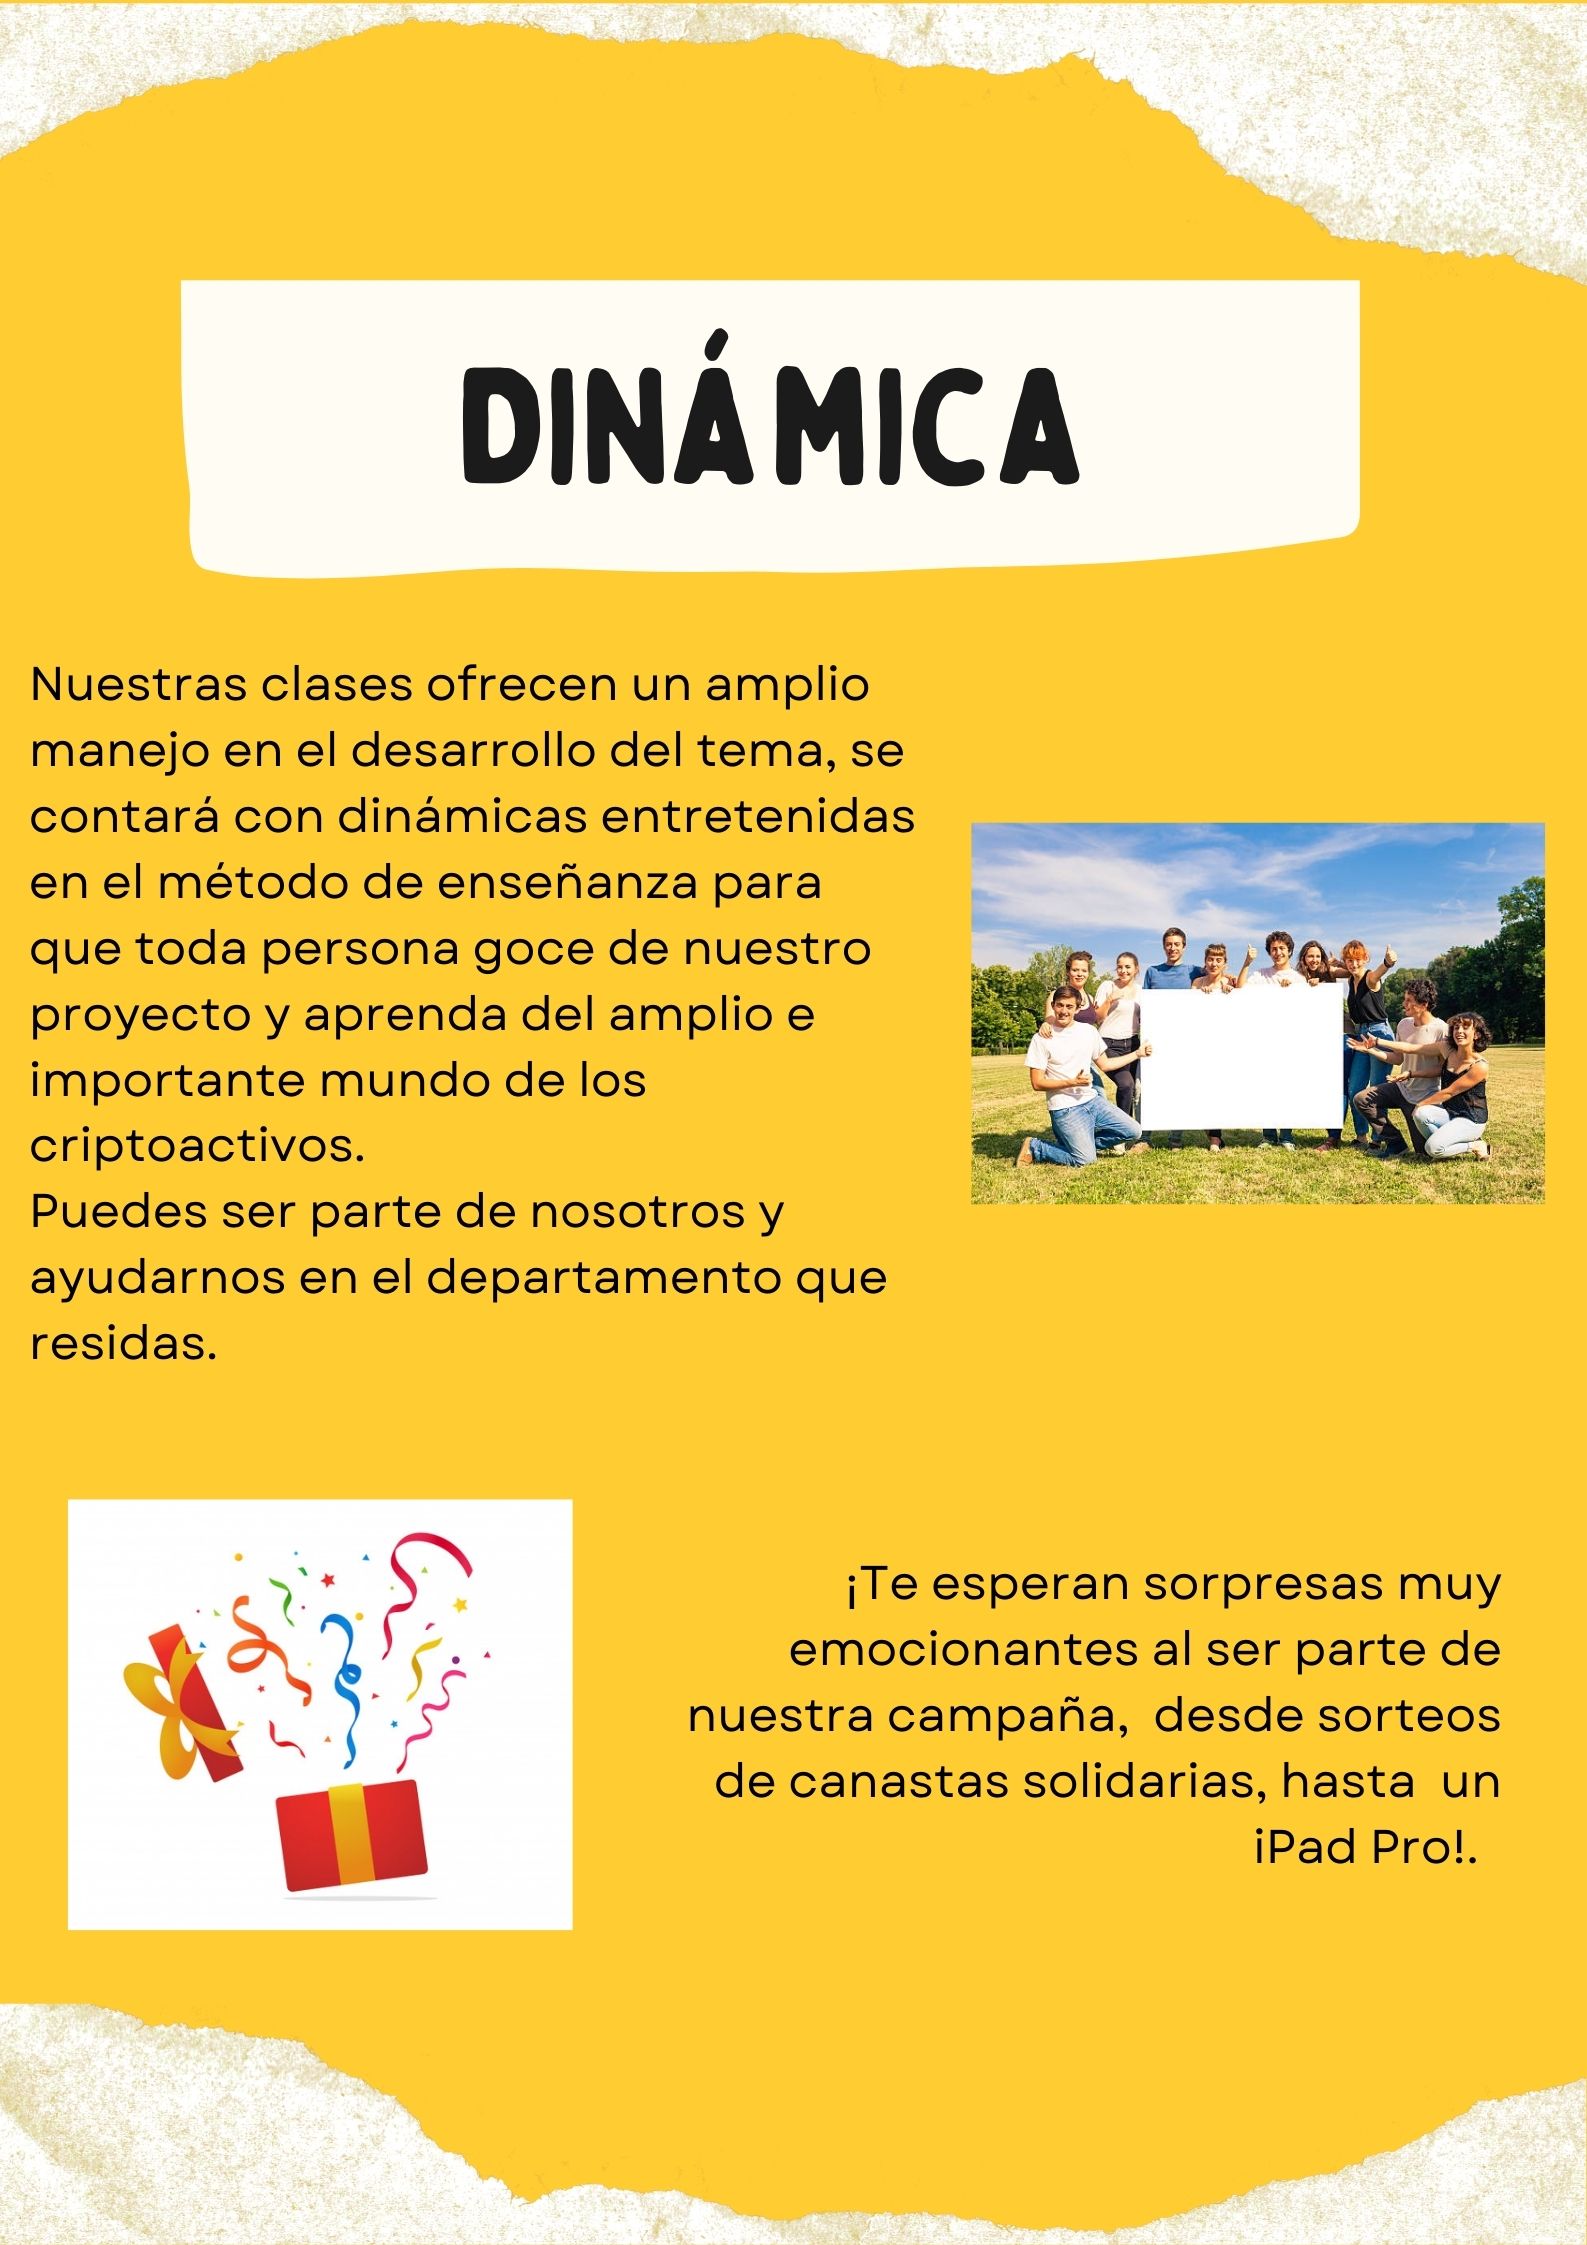 DINÁMICA
Nuestras clases ofrecen un amplio
manejo en el desarrollo del tema, se
contará con dinámicas entretenidas
en el método de enseñanza para
que toda persona goce de nuestro
proyecto y aprenda del amplio e
importante mundo de los
criptoactivos.
Puedes ser parte de nosotros y
ayudarnos en el departamento que
residas.
¡Te esperan sorpresas muy
emocionantes al ser parte de
nuestra campaña,  desde sorteos
de canastas solidarias, hasta  un
iPad Pro!.